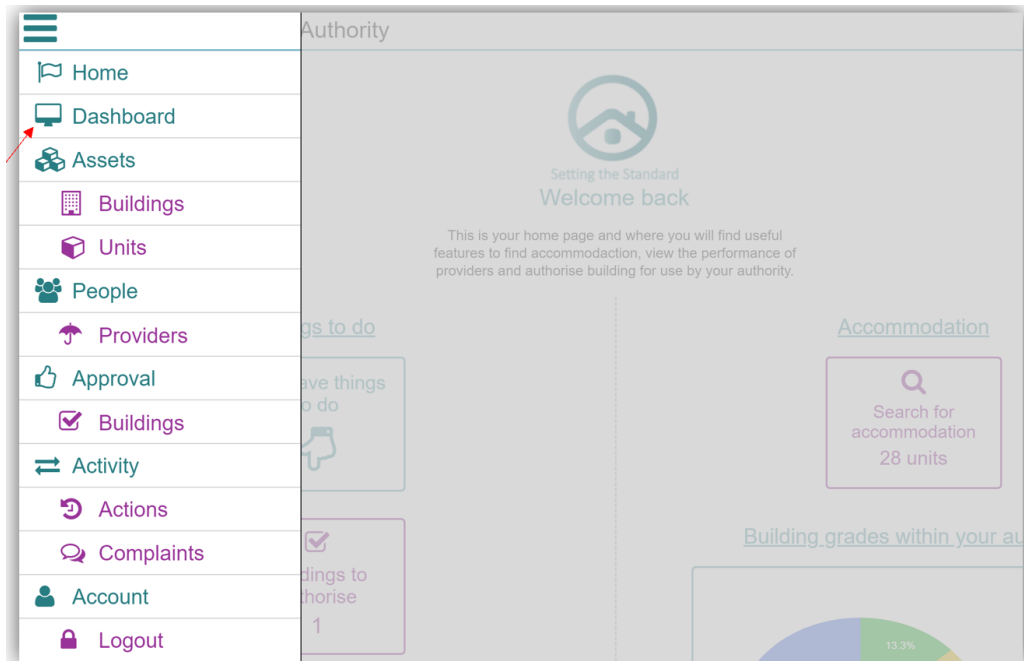 Authority
Home
Dashboard
Assets
Buildings
Units
People
Providers
Approval
Buildings
Activity
Actions
Complaints
Account
Logout
Setting the Standard
Welcome back
This is your home page and where you will find useful
features to find accommodaction, view the performance of
providers and authorise building for use by your authority.
gs to do
ave things
o do
dings to
horise
1
Accommodation
Search for
accommodation
28 units
Building grades within your au
13.3%